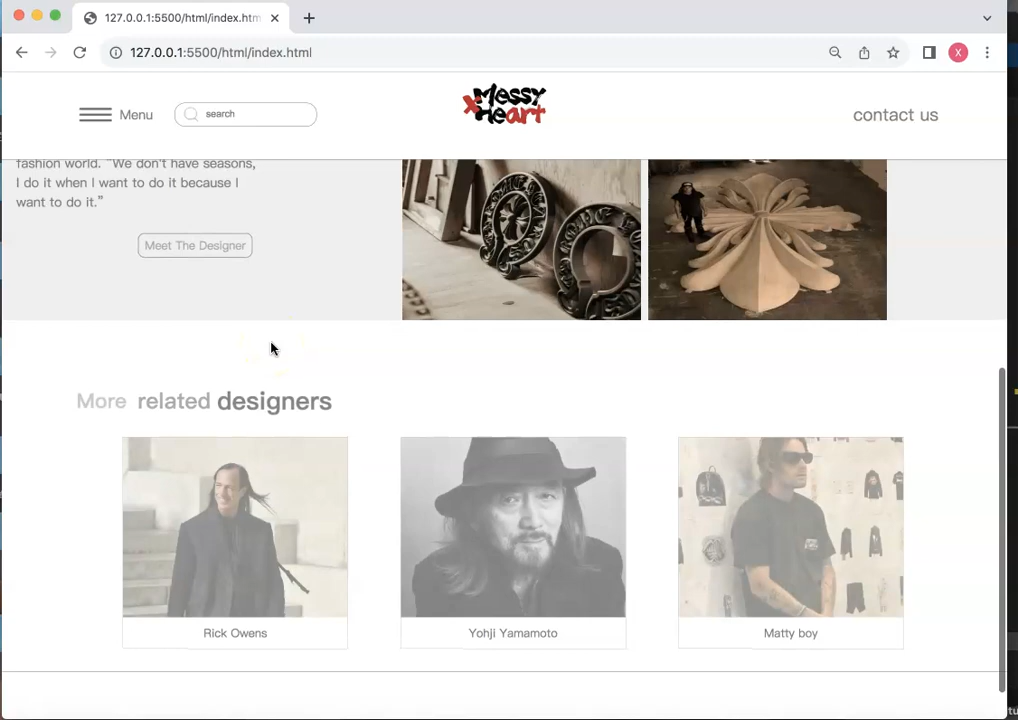 127.0.0.1:5500/html/index.htm
127.0.0.1:5500/html/index.html
X
Menu
search
Messy
xHeart
contact us
fashion world. “We don't have seasons,
I do it when I want to do it because I
want to do it.”
Meet The Designer
More related designers
Rick Owens
Yohji Yamamoto
Matty boy